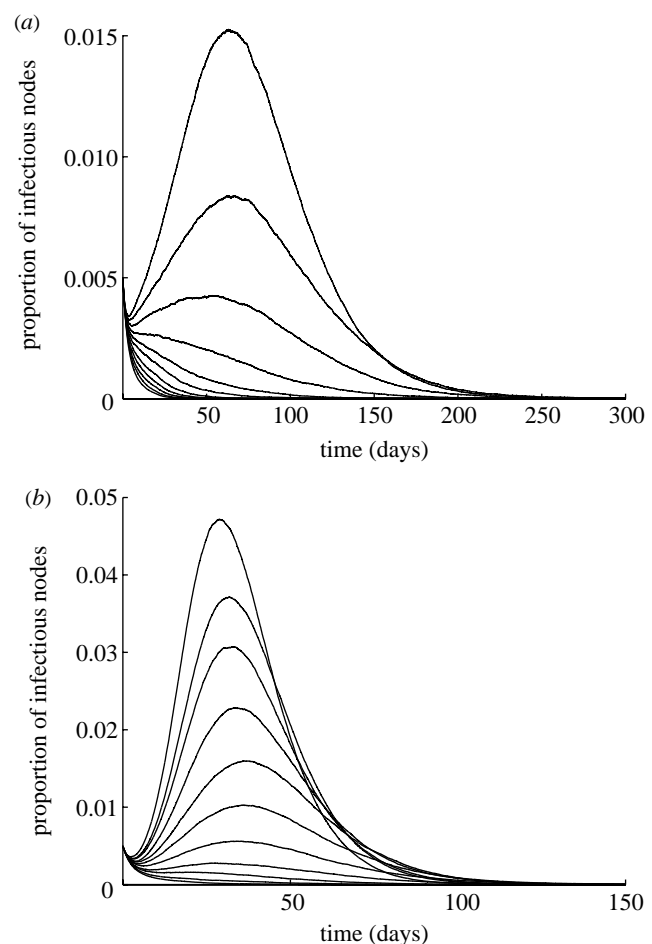 (a)
0.015
0.010
0.005
0
proportion of infectious nodes
50 100 150 200 250 300
time (days)
(b)
0.05
0.04
0.03
0.02
0.01
0
proportion of infectious nodes
50 100 150
time (days)